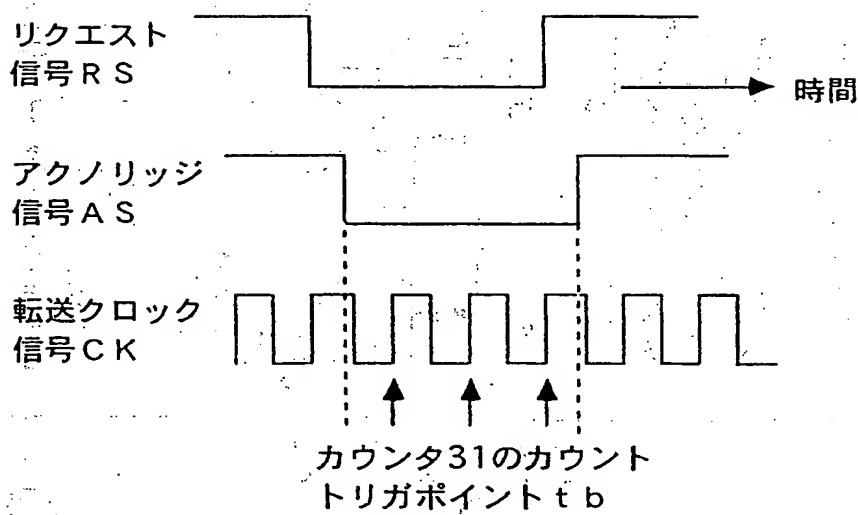 リクエスト
信号RS
時間
アクノリッジ
信号AS
転送クロック
信号CK
カウンタ31のカウント
トリガポイントtb